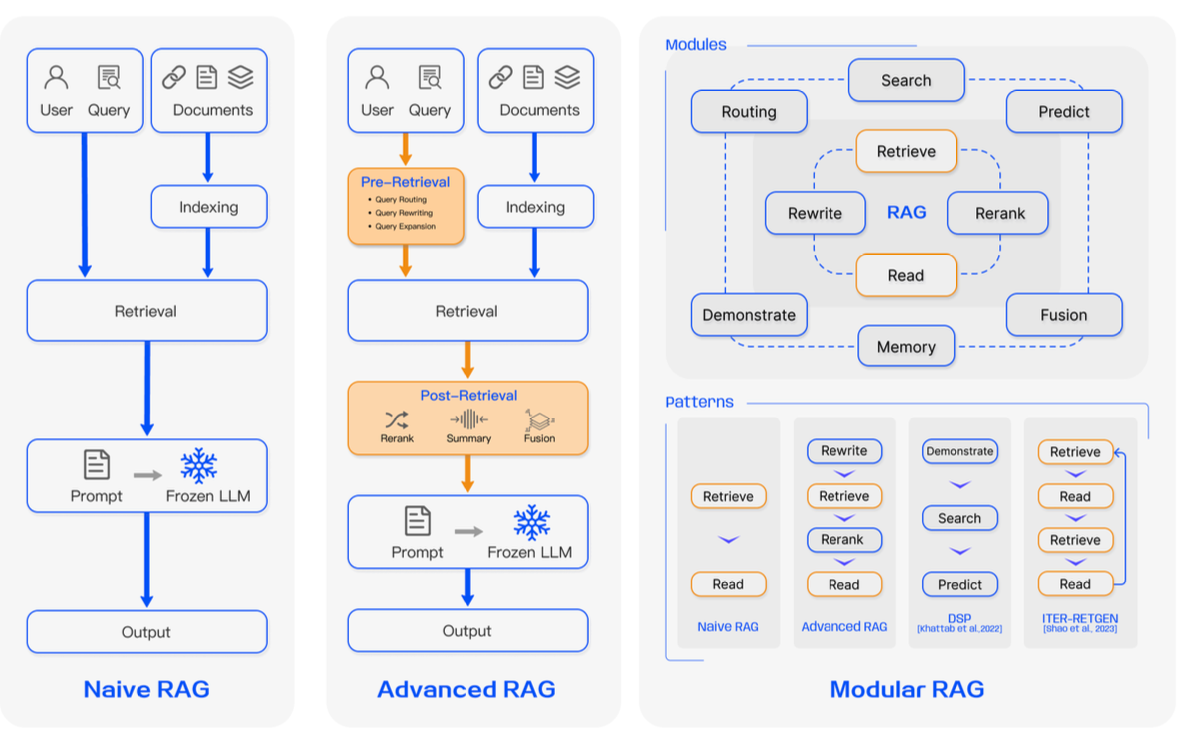 User Query
Documents
Indexing
Retrieval
Prompt
Frozen LLM
Output
Naive RAG
User Query
Documents
Pre-Retrieval
• Query Routing
• Query Rewriting
• Query Expansion
Indexing
Retrieval
Post-Retrieval
Rerank
Summary
Fusion
Prompt
Frozen LLM
Output
Advanced RAG
Modules
Search
Routing
Predict
Retrieve
Rewrite
RAG
Rerank
Read
Demonstrate
Fusion
Memory
Patterns
Retrieve
Read
Naive RAG
Rewrite
Retrieve
Rerank
Read
Advanced RAG
Demonstrate
Search
Predict
DSP
[Khattab et al.,2022]
Retrieve
Read
Retrieve
Read
ITER-RETGEN
[Shao et al., 2023]
Modular RAG